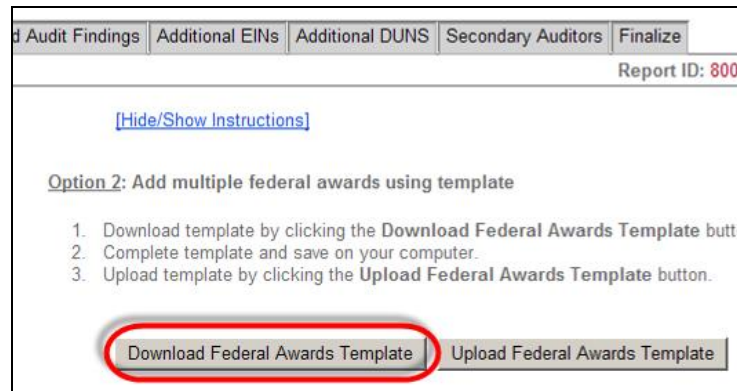 d Audit Findings Additional EINs Additional DUNS Secondary Auditors Finalize
Report ID: 800
[Hide/Show Instructions]
Option 2: Add multiple federal awards using template
1. Download template by clicking the Download Federal Awards Template butt
2. Complete template and save on your computer.
3. Upload template by clicking the Upload Federal Awards Template button.
Download Federal Awards Template Upload Federal Awards Template